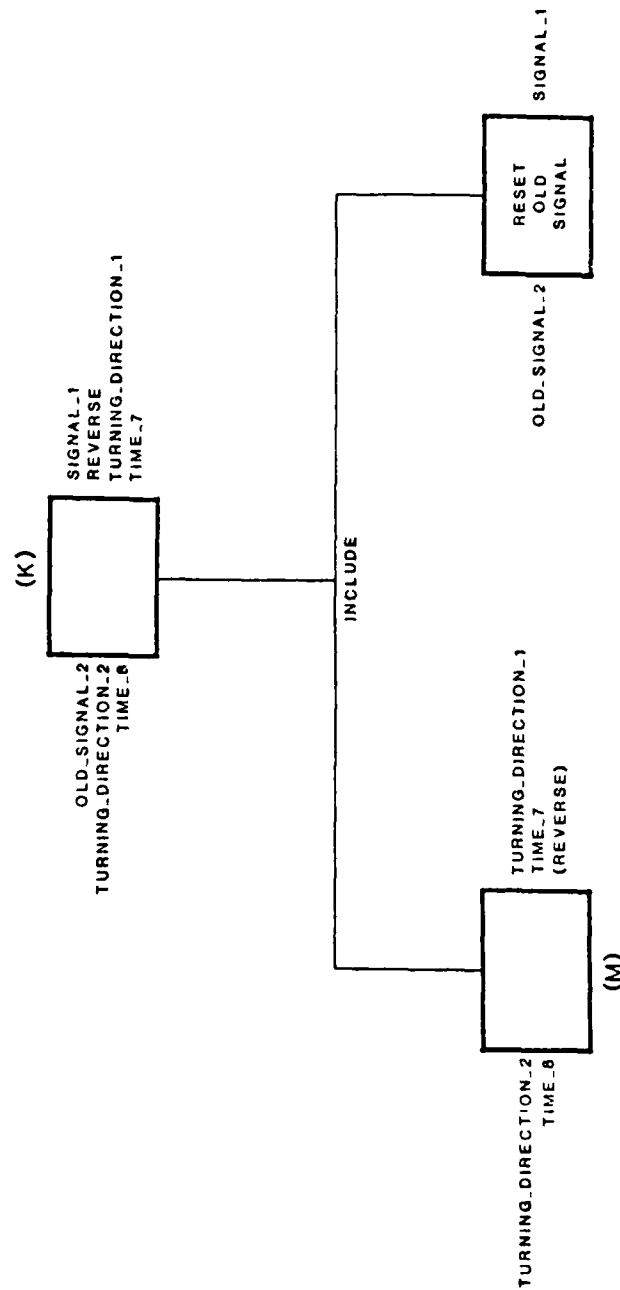 (K)
OLD_SIGNAL_2
TURNING_DIRECTION_2
TIME_8
SIGNAL_1
REVERSE
TURNING_DIRECTION_1
TIME_7
INCLUDE
TURNING_DIRECTION_2
TIME_8
TURNING_DIRECTION_1
TIME_7
(REVERSE)
(M)
OLD_SIGNAL_2
RESET
OLD
SIGNAL
SIGNAL_1